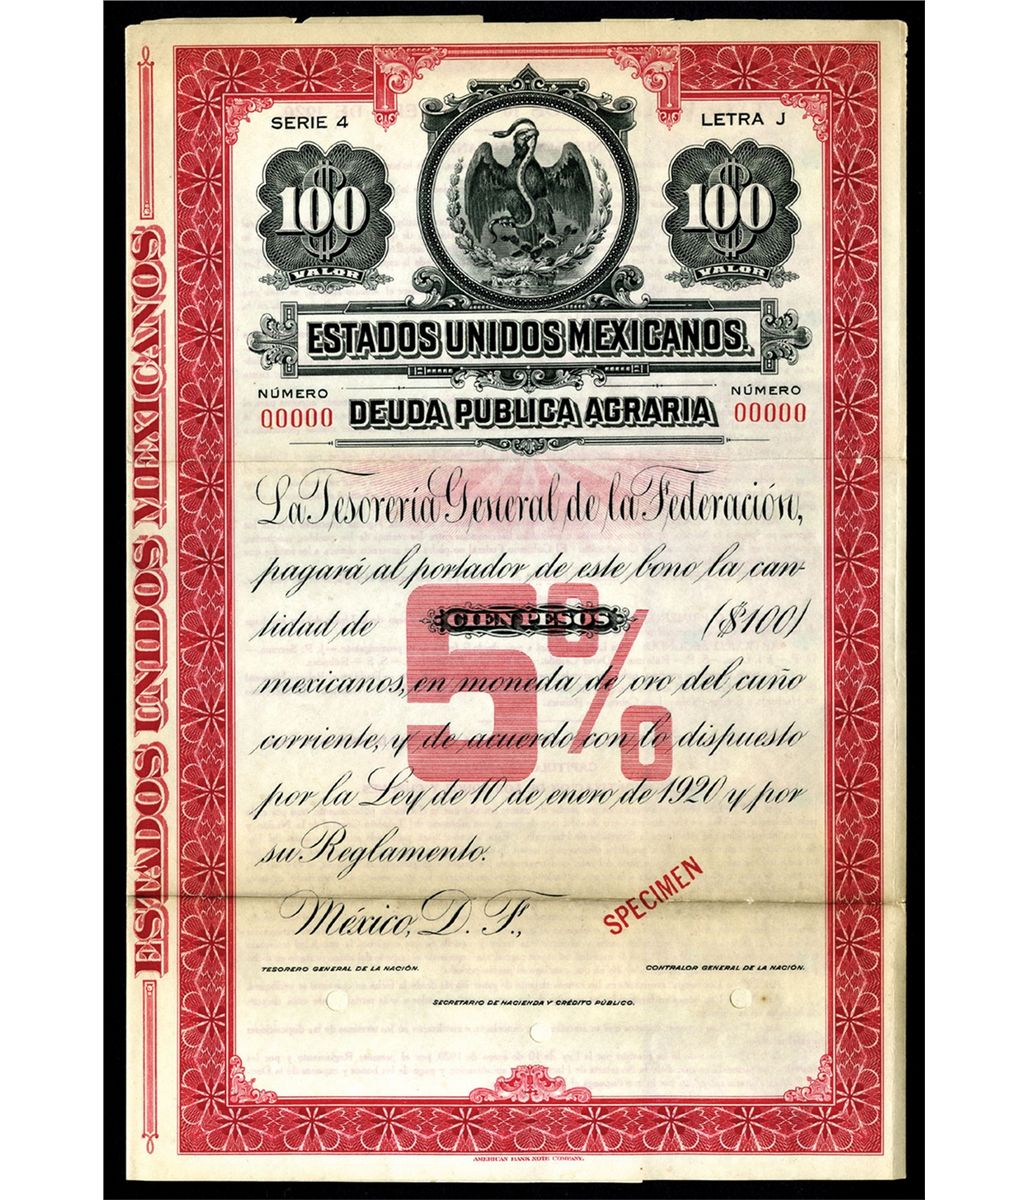 SERIE 4
LETRA J
100
VALOR
100
VALOR
ESTADOS UNIDOS MEXICANOS.
NÚMERO
00000
NÚMERO
00000
DEUDA PUBLICA AGRARIA
La Tesorería General de la Federación,
pagará al portador de este bono la can-
tidad de CIEN PESOS ($100)
mexicanos, en moneda de oro del cuño
corriente, y de acuerdo con lo dispuesto
por la Ley de 10 de enero de 1920 y por
su Reglamento.
5%
México, D. F.,
SPECIMEN
TESORERO GENERAL DE LA NACIÓN.
CONTRALOR GENERAL DE LA NACIÓN.
SECRETARIO DE HACIENDA Y CRÉDITO PÚBLICO.
AMERICAN BANK NOTE COMPANY.
ESTADOS UNIDOS MEXICANOS